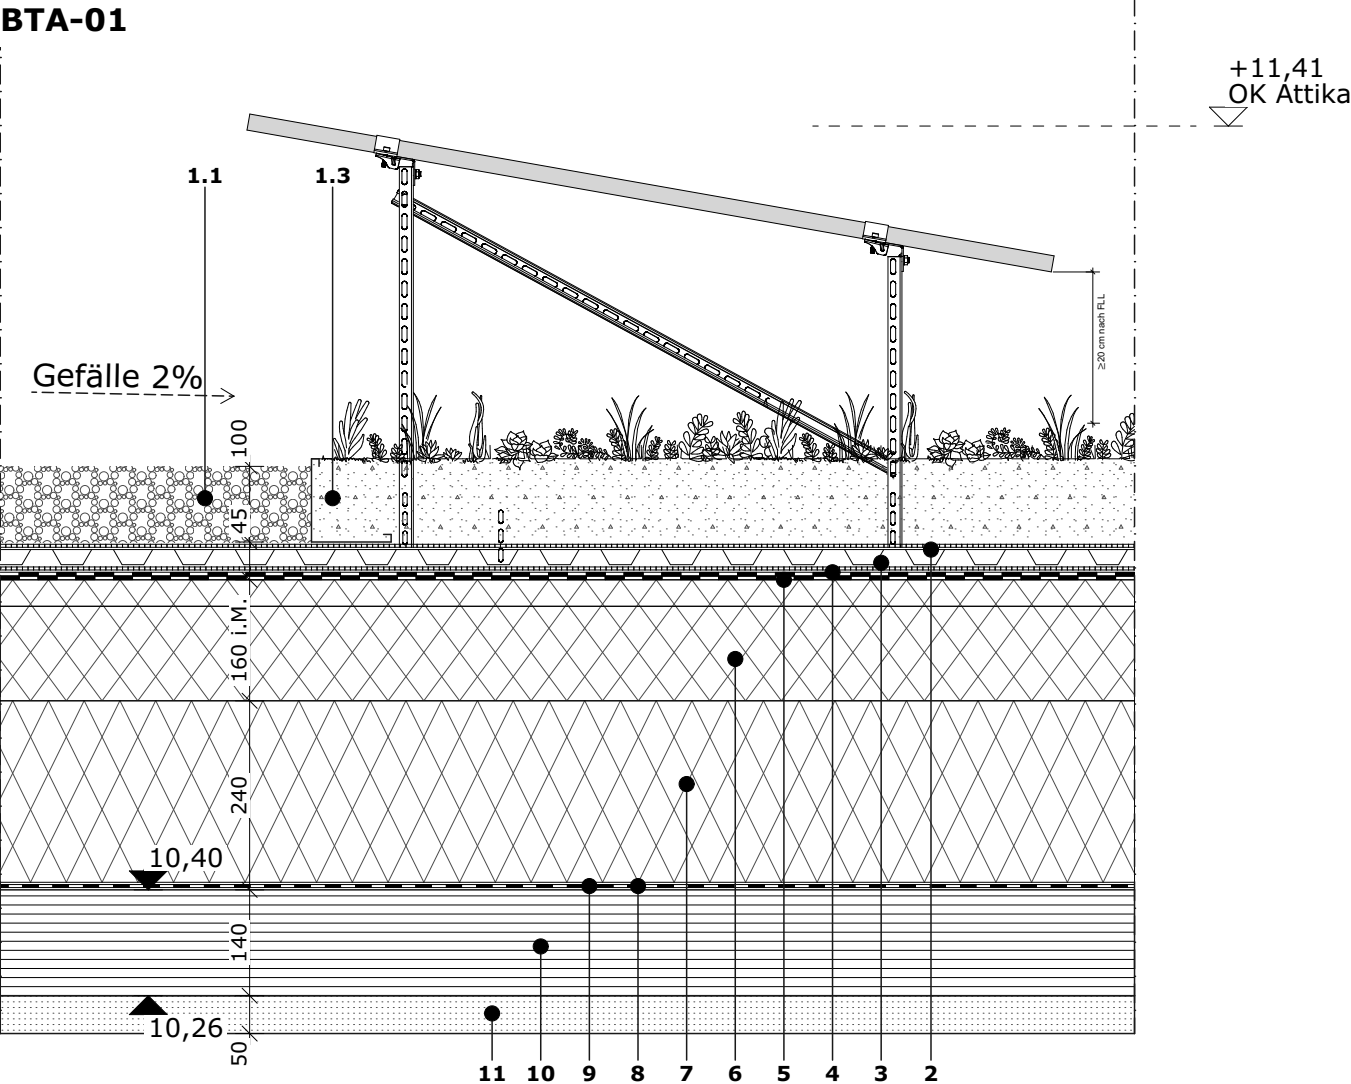 BTA-01
+11,41
OK Attika
1.1
1.3
≥20 cm nach FLL
Gefälle 2%
100
45
160 i.M.
240
10,40
140
10,26
50
11 10 9 8 7 6 5 4 3 2